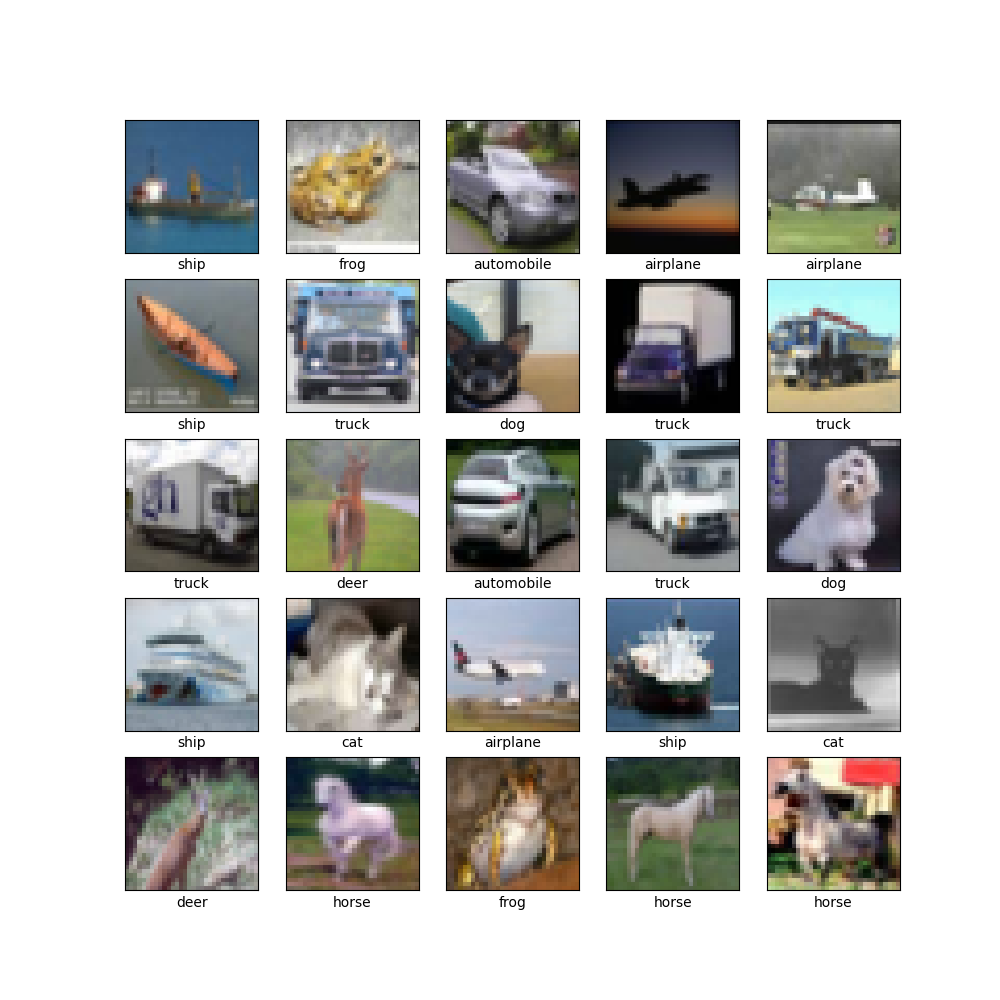 ship frog automobile airplane airplane
ship truck dog truck truck
gh
truck deer automobile truck dog
ship cat airplane ship cat
deer horse frog horse horse